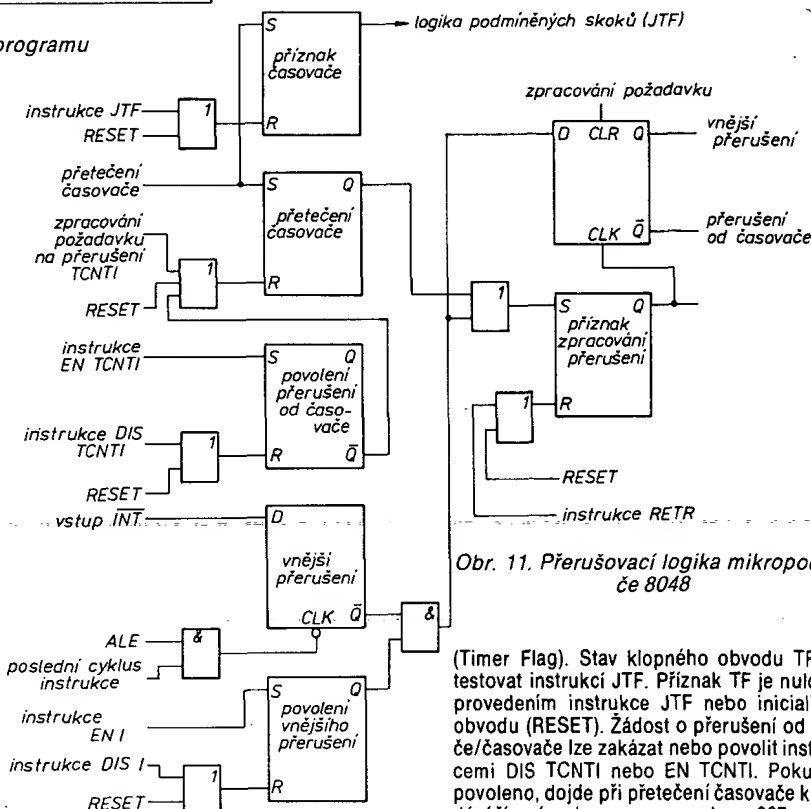 rogramu
S
příznak
časovače
R
logika podmíněných skoků (JTF)
instrukce JTF
RESET
1
přetečení
časovače
S Q
přetečení
časovače
R
zpracování
požadavku
na přerušení
TCNTI
RESET
1
instrukce
EN TCNTI
S Q
povolení
přerušení
od časo-
vače
R Q̅
instrukce DIS
TCNTI
RESET
1
vstup I̅N̅T̅
D
vnější
přerušení
CLK Q̅
ALE
poslední cyklus
instrukce
&
&
instrukce
EN I
S Q
povolení
vnějšího
přerušení
R
instrukce DIS I
RESET
1
zpracování požadavku
D CLR Q
CLK Q̅
vnější
přerušení
přerušení
od časovače
1
S Q
příznak
zpracování
přerušení
R
1
RESET
instrukce RETR
Obr. 11. Přerušovací logika mikropo
če 8048
(Timer Flag). Stav klopného obvodu TF
testovat instrukcí JTF. Příznak TF je nulo
provedením instrukce JTF nebo inicial
obvodu (RESET). Žádost o přerušení od
če/časovače lze zakázat nebo povolit inst
cemi DIS TCNTI nebo EN TCNTI. Poku
povoleno, dojde při přetečení časovače k